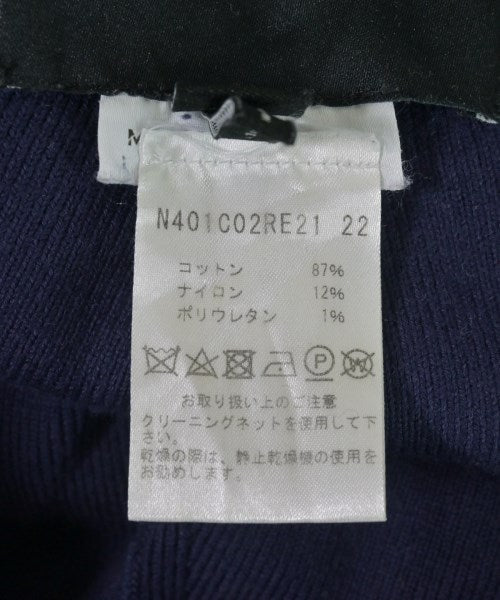 M
N401C02RE21 22
コットン 87%
ナイロン 12%
ポリウレタン 1%
P W
お取り扱い上のご注意
クリーニングネットを使用して下
さい。
乾燥の際は、静止乾燥機の使用をお
勧めします。